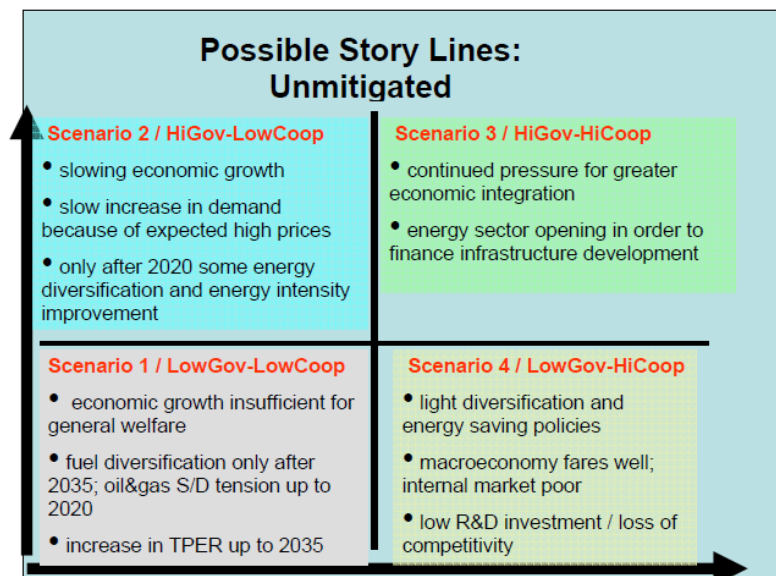 Possible Story Lines:
Unmitigated
Scenario 2 / HiGov-LowCoop
• slowing economic growth
• slow increase in demand
because of expected high prices
• only after 2020 some energy
diversification and energy intensity
improvement
Scenario 3 / HiGov-HiCoop
• continued pressure for greater
economic integration
• energy sector opening in order to
finance infrastructure development
Scenario 1 / LowGov-LowCoop
• economic growth insufficient for
general welfare
• fuel diversification only after
2035; oil&gas S/D tension up to
2020
• increase in TPER up to 2035
Scenario 4 / LowGov-HiCoop
• light diversification and
energy saving policies
• macroeconomy fares well;
internal market poor
• low R&D investment / loss of
competitivity